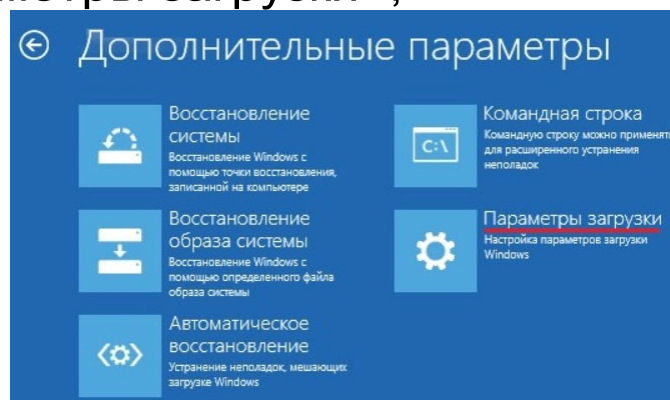 Дополнительные параметры
Восстановление
системы
Восстановление Windows с
помощью точки восстановления,
записанной на компьютере
Восстановление
образа системы
Восстановление Windows с
помощью определенного файла
образа системы
Автоматическое
восстановление
Устранение неполадок, мешающих
загрузке Windows
Командная строка
Командную строку можно применять
для расширенного устранения
неполадок
C:\
Параметры загрузки
Настройка параметров загрузки
Windows